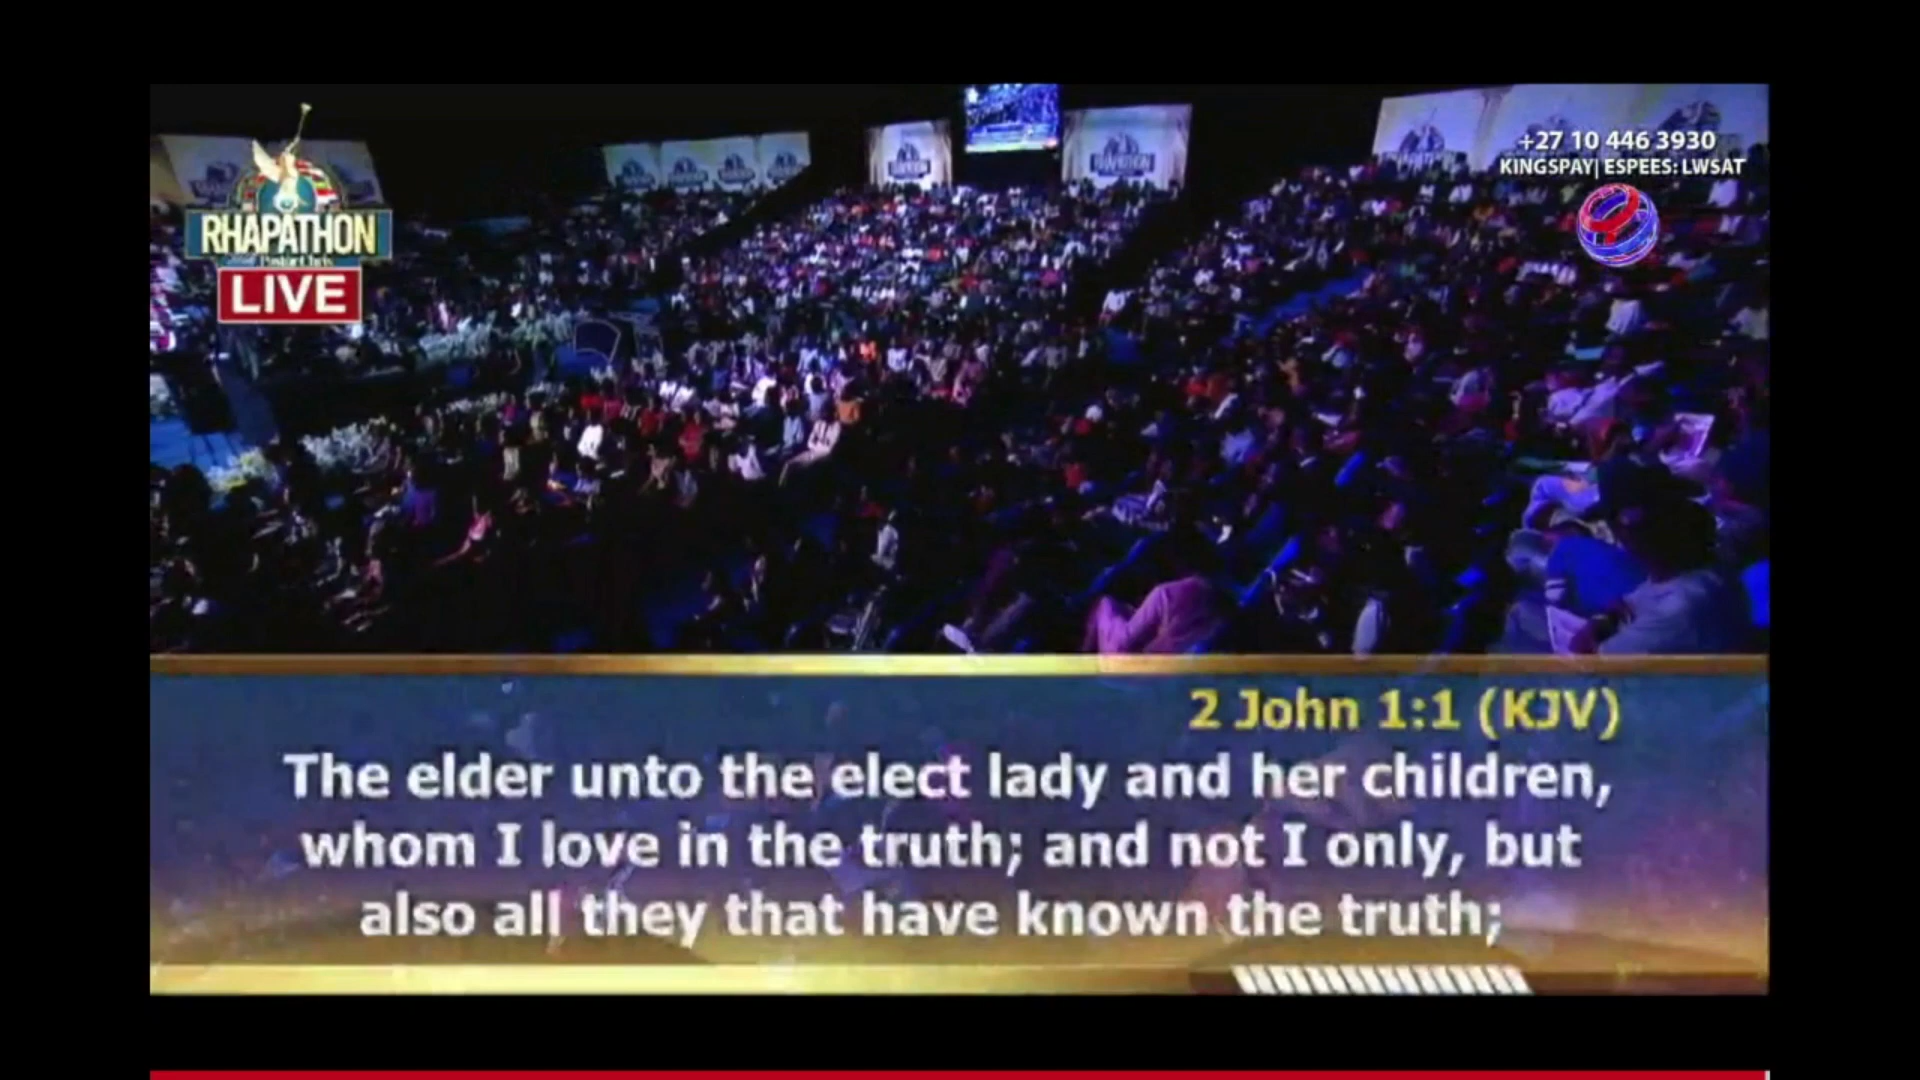 RHAPATHON
LIVE
RHAPATHON
RHAPATHON
+27 10 446 3930
KINGSPAY| ESPEES: LWSAT
2 John 1:1 (KJV)
The elder unto the elect lady and her children,
whom I love in the truth; and not I only, but
also all they that have known the truth;